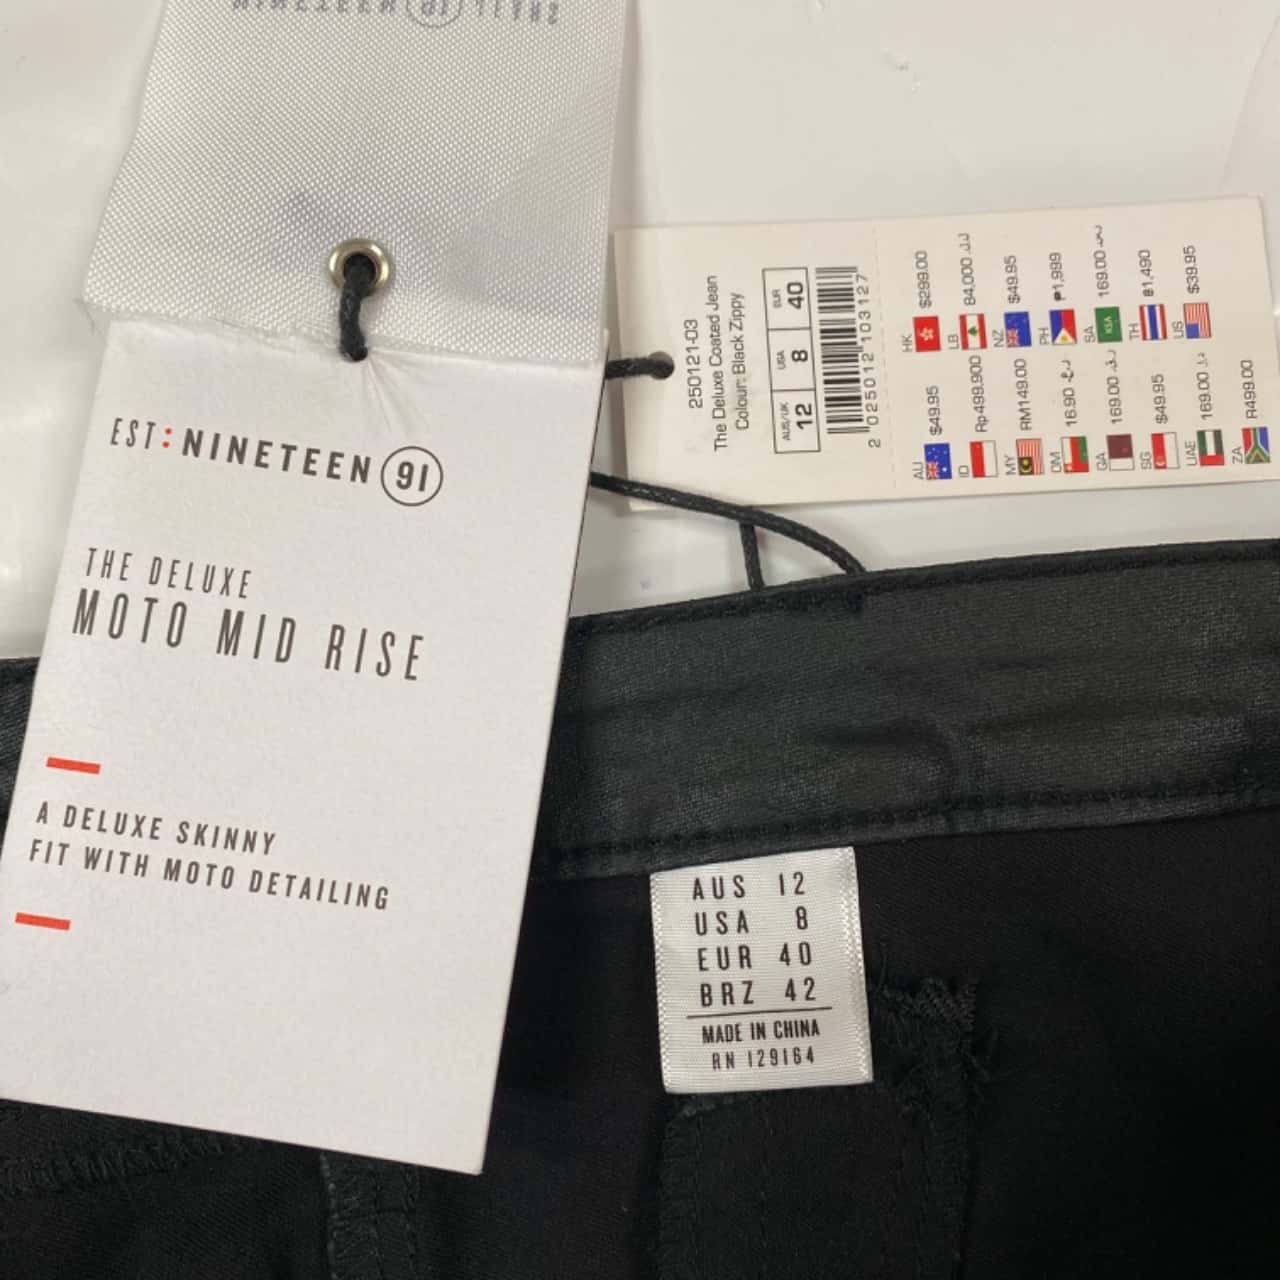 EST:NINETEEN 91
THE DELUXE
MOTO MID RISE
A DELUXE SKINNY
FIT WITH MOTO DETAILING
250121-03
The Deluxe Coated Jean
Colour: Black Zippy
AUS/UK USA EUR
12 8 40
2 025012 103127
AU $49.95
HK $299.00
ID Rp499.900
LB 84,000 ل.ل
MY RM149.00
NZ $49.95
OM 16.90 ر.ع
PH ₱1,999
QA 169.00 ر.ق
SA 169.00 ر.س
SG $49.95
TH ฿1,490
UAE 169.00 د.إ
US $39.95
ZA R499.00
KSA
AUS 12
USA 8
EUR 40
BRZ 42
MADE IN CHINA
RN 129164